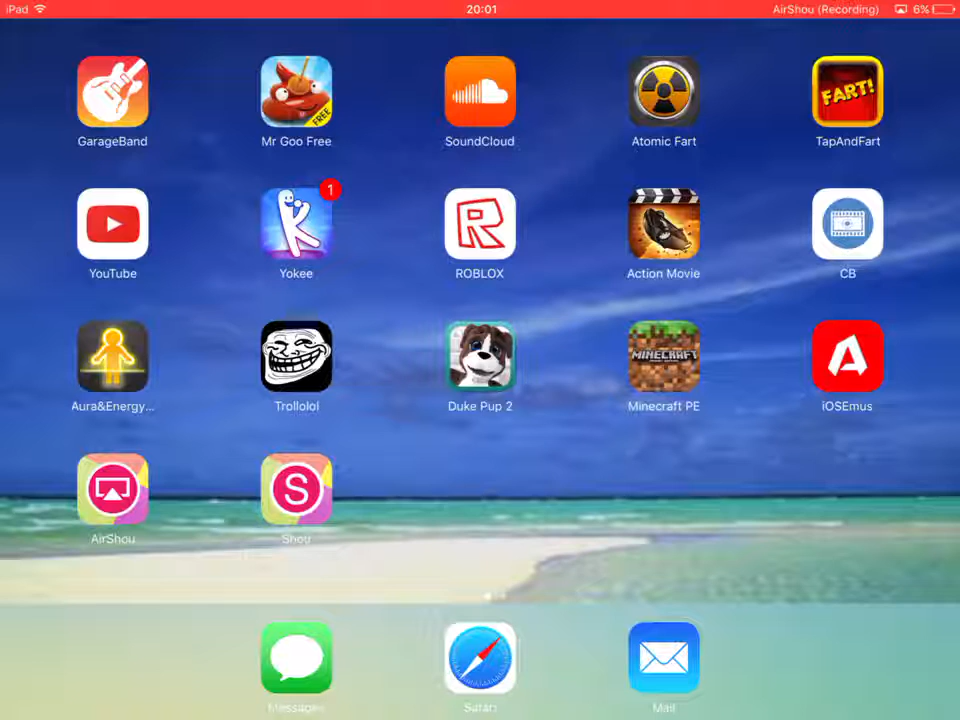 iPad 20:01 AirShou (Recording) 6%
FREE FART!
GarageBand Mr Goo Free SoundCloud Atomic Fart TapAndFart
1
YouTube Yokee ROBLOX Action Movie CB
MINECRAFT
Aura&Energy... Trollolol Duke Pup 2 Minecraft PE iOSEmus
S
AirShou Shou
Messages Safari Mail